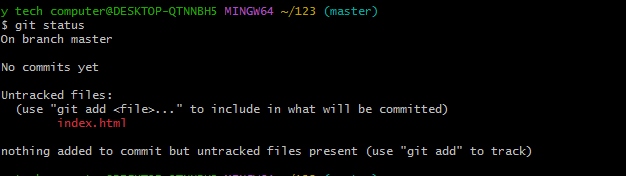 y tech computer@DESKTOP-QTNNBH5 MINGW64 ~/123 (master)
$ git status
On branch master
No commits yet
Untracked files:
(use "git add <file>..." to include in what will be committed)
index.html
nothing added to commit but untracked files present (use "git add" to track)